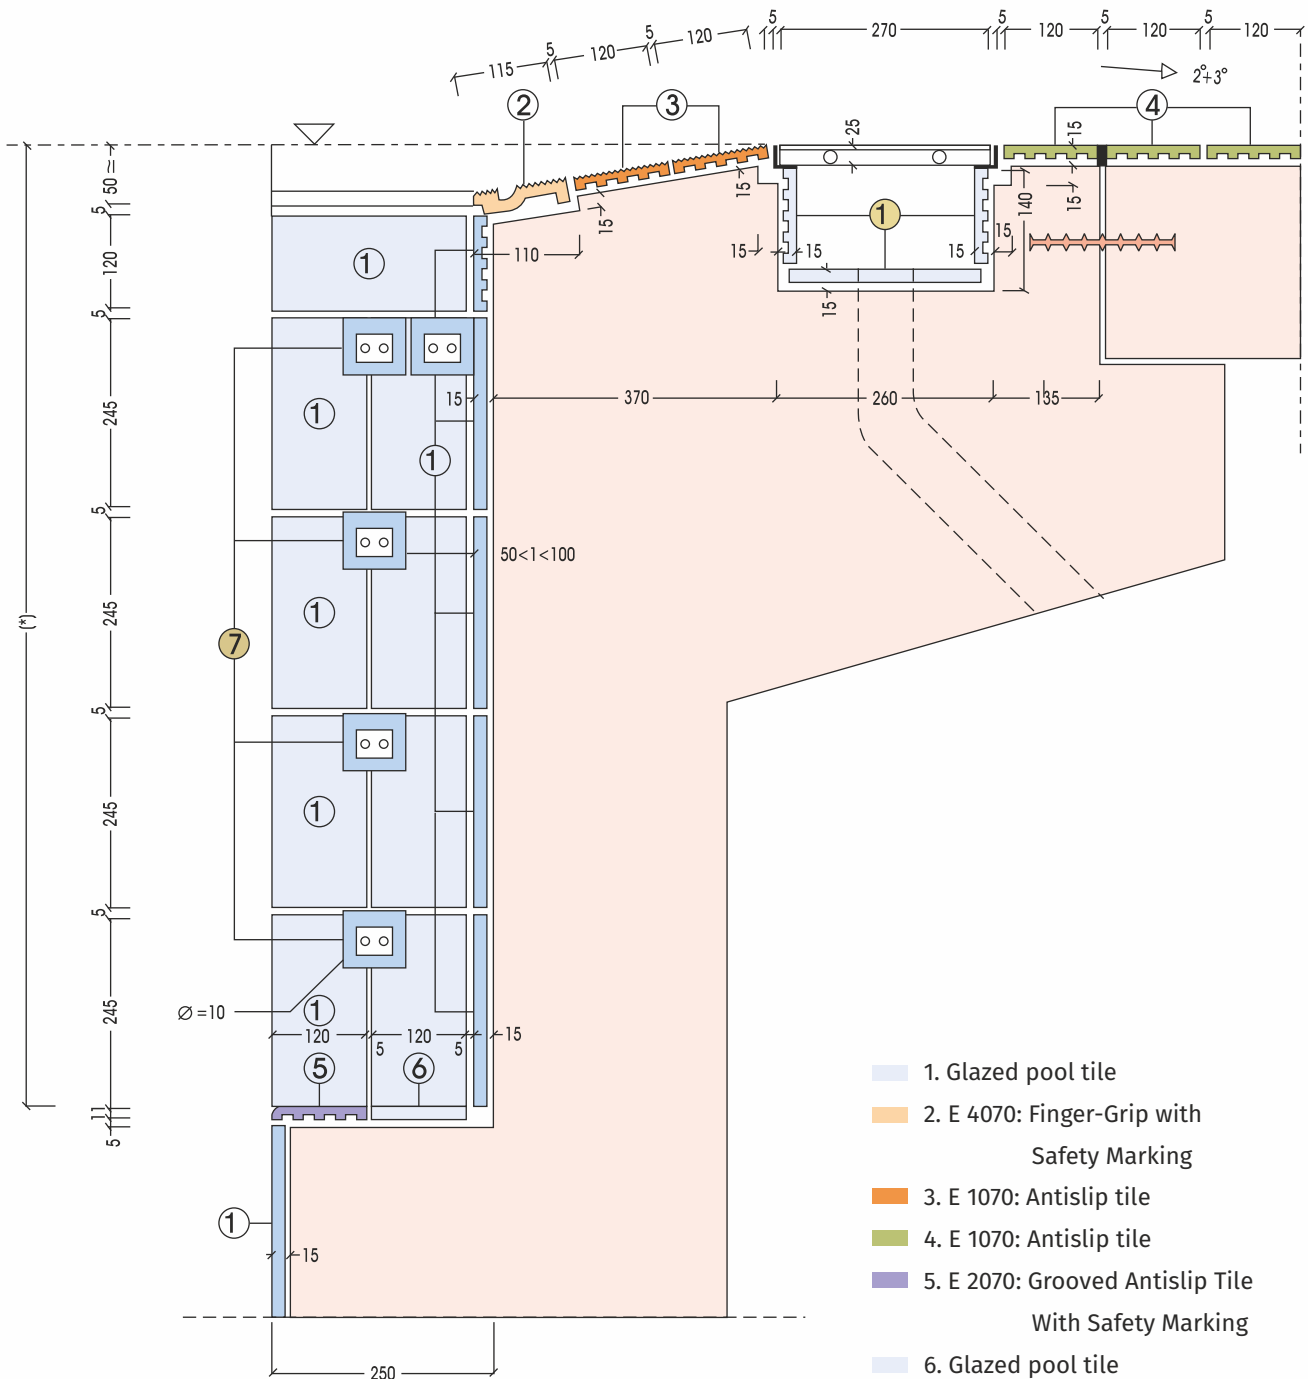 115 5 120 5 120 5 270 5 120 5 120 5 120
2°+3°
2 3 4
50 ≈ 25 15
5 15 15 140 15
120 1 110 15 1 15 15 15 15
15
5
245 1 15 370 260 135
1
5
50<1<100
245 1
(*)
7
5
245 1
5
245 1
Ø =10
120 120 15
5 5
5 6
11
5
1
15
250
1. Glazed pool tile
2. E 4070: Finger-Grip with
Safety Marking
3. E 1070: Antislip tile
4. E 1070: Antislip tile
5. E 2070: Grooved Antislip Tile
With Safety Marking
6. Glazed pool tile